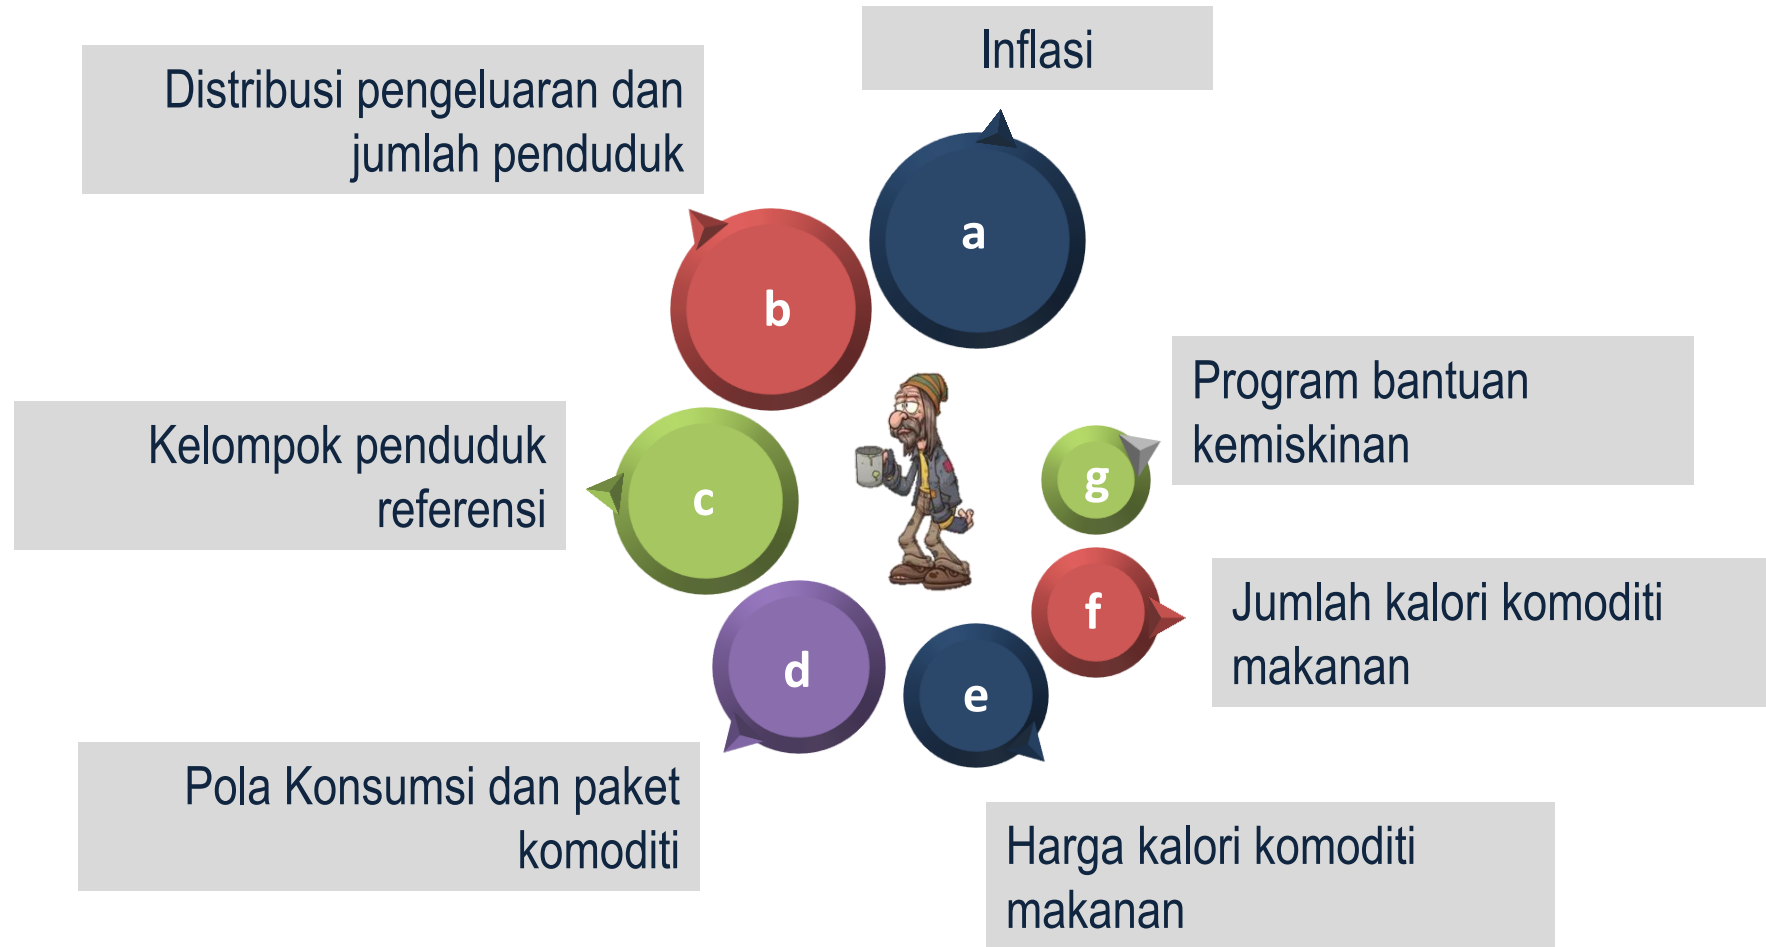 Inflasi
a
Distribusi pengeluaran dan
jumlah penduduk
b
Kelompok penduduk
referensi
c
Pola Konsumsi dan paket
komoditi
d
Harga kalori komoditi
makanan
e
Jumlah kalori komoditi
makanan
f
Program bantuan
kemiskinan
g